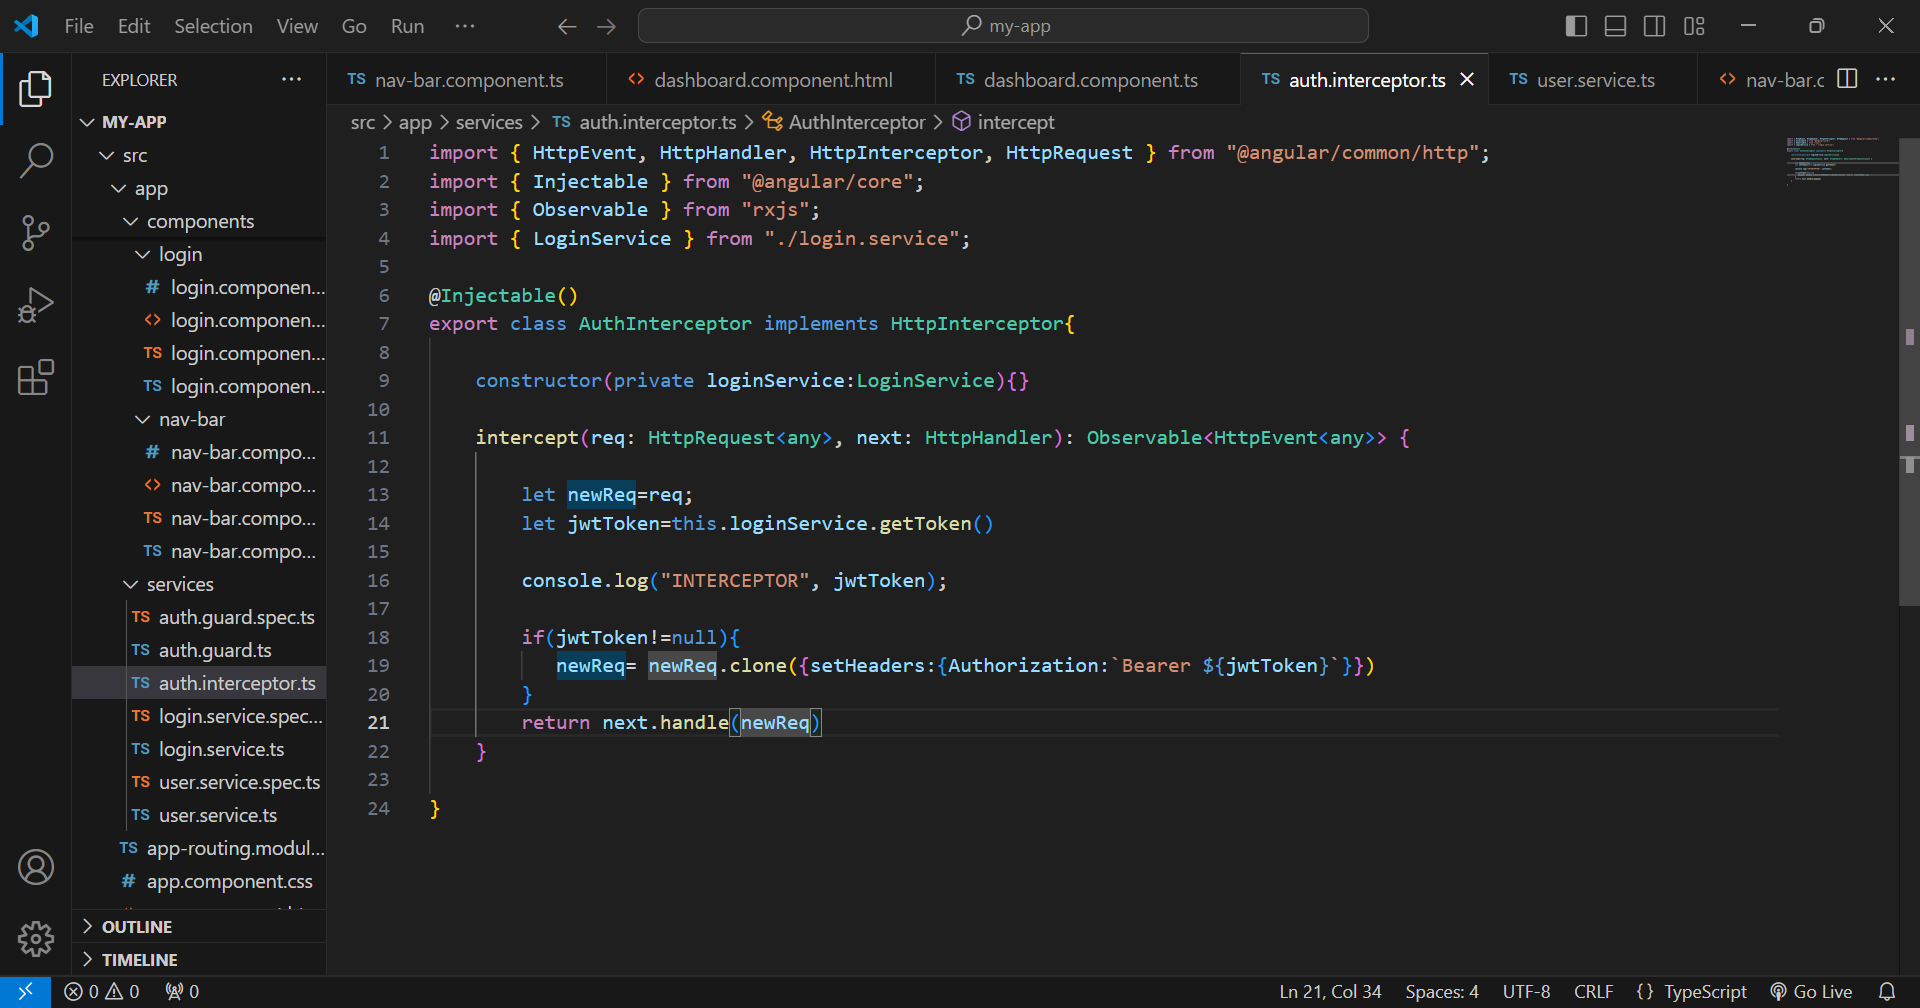 File Edit Selection View Go Run ··· my-app
EXPLORER ···
MY-APP
src
app
components
login
# login.componen...
<> login.componen...
TS login.componen...
TS login.componen...
nav-bar
# nav-bar.compo...
<> nav-bar.compo...
TS nav-bar.compo...
TS nav-bar.compo...
services
TS auth.guard.spec.ts
TS auth.guard.ts
TS auth.interceptor.ts
TS login.service.spec...
TS login.service.ts
TS user.service.spec.ts
TS user.service.ts
TS app-routing.modul...
# app.component.css
OUTLINE
TIMELINE
TS nav-bar.component.ts <> dashboard.component.html TS dashboard.component.ts TS auth.interceptor.ts TS user.service.ts <> nav-bar.c ···
src > app > services > TS auth.interceptor.ts > AuthInterceptor > intercept
1 import { HttpEvent, HttpHandler, HttpInterceptor, HttpRequest } from "@angular/common/http";
2 import { Injectable } from "@angular/core";
3 import { Observable } from "rxjs";
4 import { LoginService } from "./login.service";
5
6 @Injectable()
7 export class AuthInterceptor implements HttpInterceptor{
8
9 constructor(private loginService:LoginService){}
10
11 intercept(req: HttpRequest<any>, next: HttpHandler): Observable<HttpEvent<any>> {
12
13 let newReq=req;
14 let jwtToken=this.loginService.getToken()
15
16 console.log("INTERCEPTOR", jwtToken);
17
18 if(jwtToken!=null){
19 newReq= newReq.clone({setHeaders:{Authorization:`Bearer ${jwtToken}`}})
20 }
21 return next.handle(newReq)
22 }
23
24 }
0 0 0 Ln 21, Col 34 Spaces: 4 UTF-8 CRLF {} TypeScript Go Live